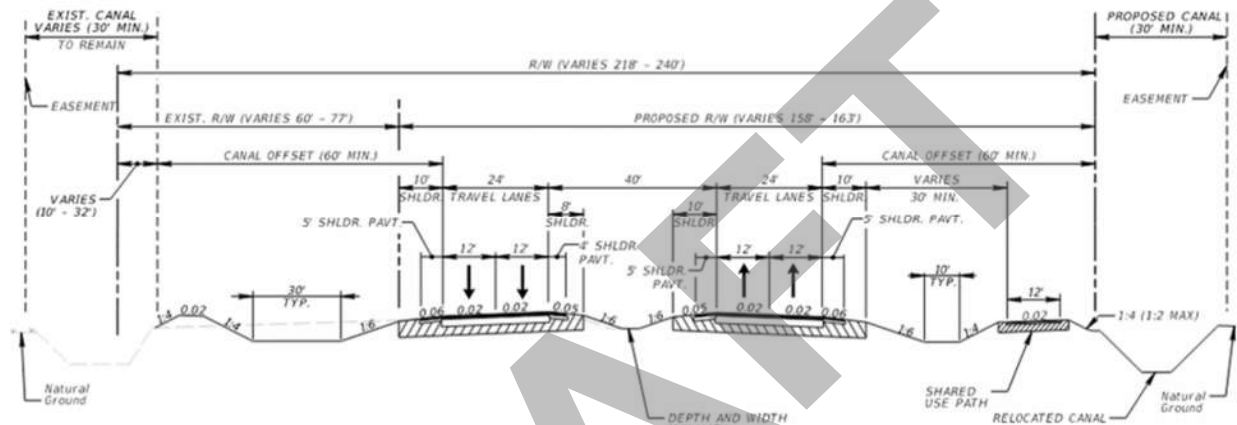 EXIST. CANAL
VARIES (30' MIN.)
TO REMAIN
PROPOSED CANAL
(30' MIN.)
R/W (VARIES 218' - 240')
EASEMENT
EASEMENT
EXIST. R/W (VARIES 60' - 77')
PROPOSED R/W (VARIES 158' - 163')
CANAL OFFSET (60' MIN.)
CANAL OFFSET (60' MIN.)
VARIES
(10' - 32')
10'
SHLDR.
24'
TRAVEL LANES
40'
24'
TRAVEL LANES
10'
SHLDR.
VARIES
30' MIN.
8'
SHLDR.
10'
SHLDR.
5' SHLDR. PAVT.
4' SHLDR.
PAVT.
5' SHLDR.
PAVT.
5' SHLDR. PAVT.
12'
12'
12'
12'
30'
TYP.
10'
TYP.
12'
1:4
0.02
1:4
1:6
0.06
0.02
0.02
0.05
1:6
1:6
0.05
0.02
0.02
0.06
1:6
1:4
0.02
1:4 (1:2 MAX)
Natural
Ground
DEPTH AND WIDTH
SHARED
USE PATH
RELOCATED CANAL
Natural
Ground